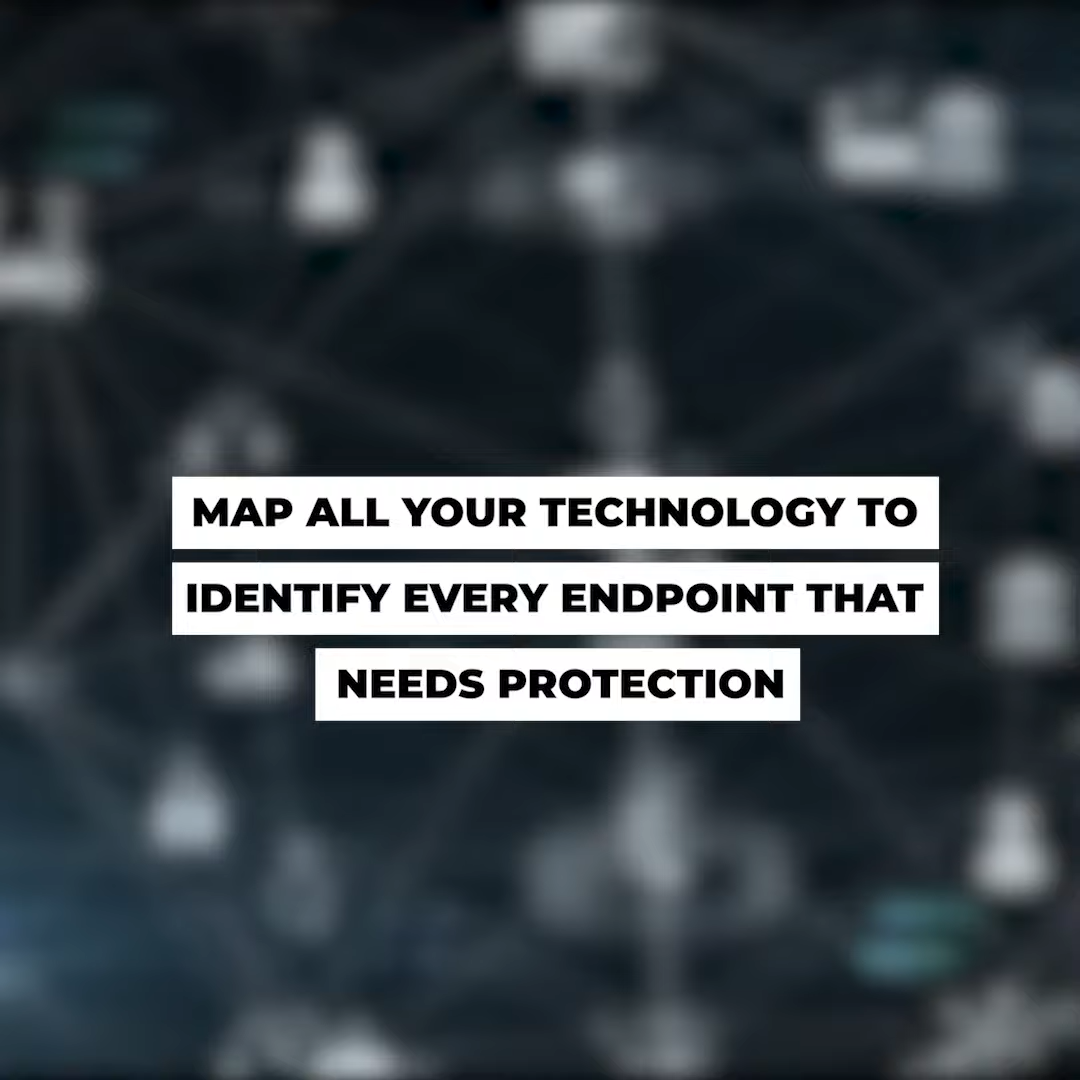 MAP ALL YOUR TECHNOLOGY TO
IDENTIFY EVERY ENDPOINT THAT
NEEDS PROTECTION